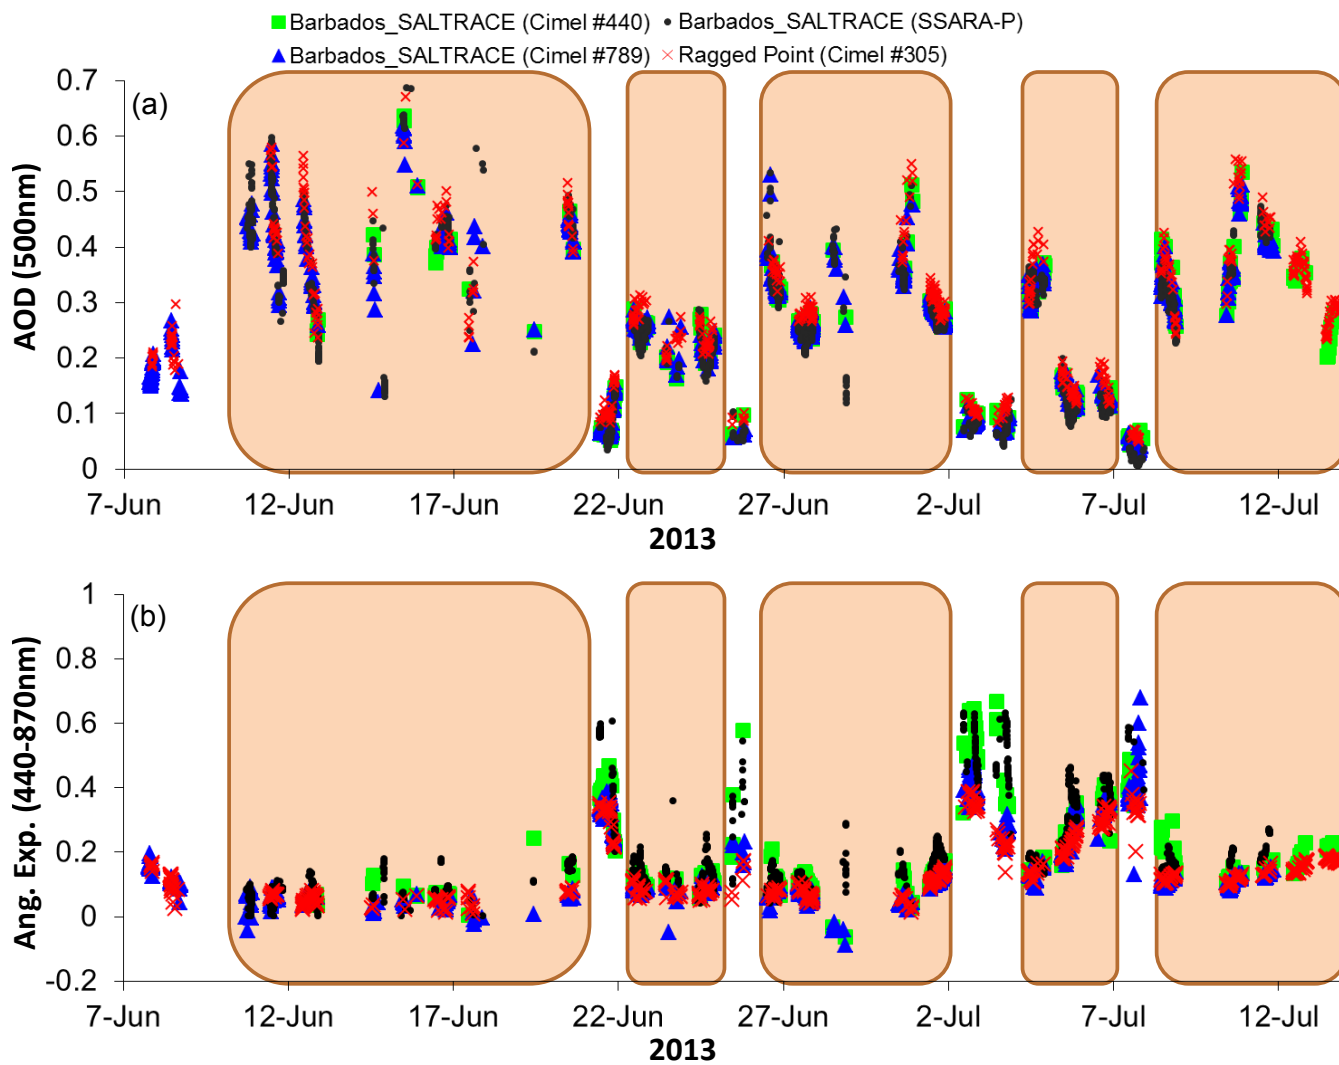 Barbados_SALTRACE (Cimel #440) Barbados_SALTRACE (SSARA-P)
Barbados_SALTRACE (Cimel #789) Ragged Point (Cimel #305)
(a)
AOD (500nm)
0.7
0.6
0.5
0.4
0.3
0.2
0.1
0
7-Jun 12-Jun 17-Jun 22-Jun 27-Jun 2-Jul 7-Jul 12-Jul
2013
(b)
Ang. Exp. (440-870nm)
1
0.8
0.6
0.4
0.2
0
-0.2
7-Jun 12-Jun 17-Jun 22-Jun 27-Jun 2-Jul 7-Jul 12-Jul
2013